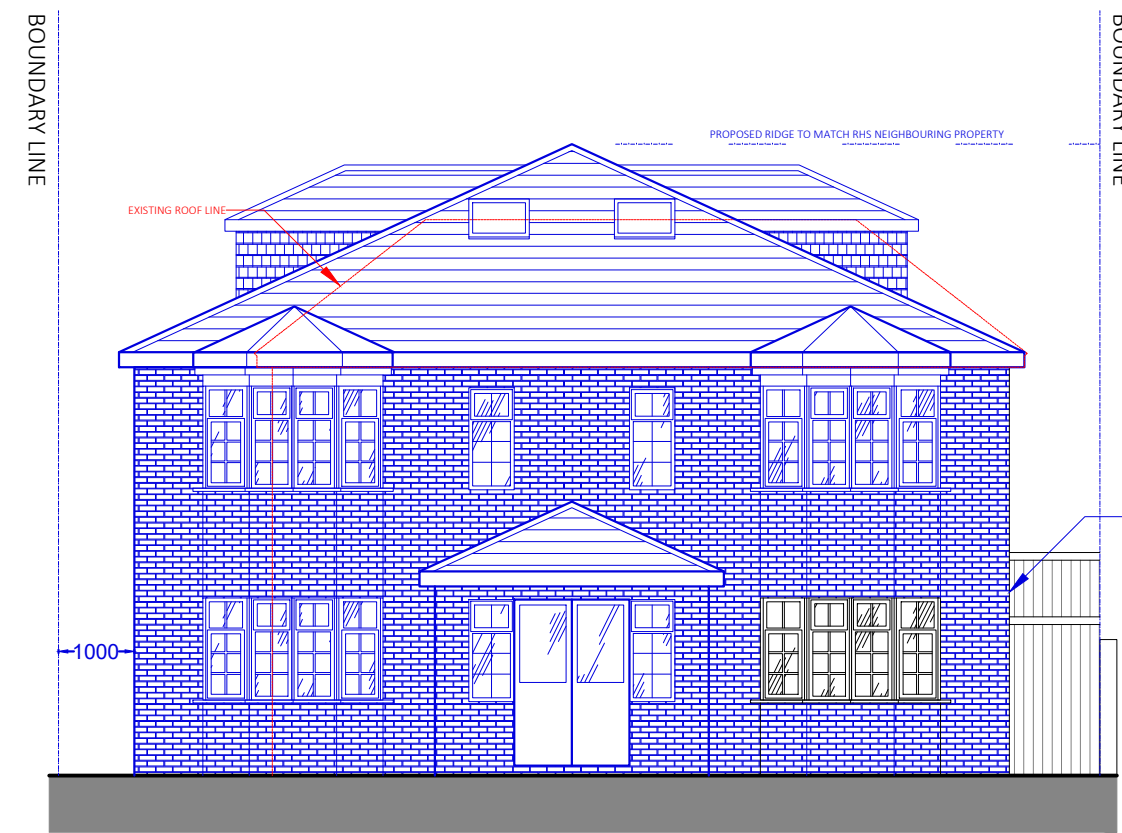 BOUNDARY LINE
BOUNDARY LINE
PROPOSED RIDGE TO MATCH RHS NEIGHBOURING PROPERTY
EXISTING ROOF LINE
1000